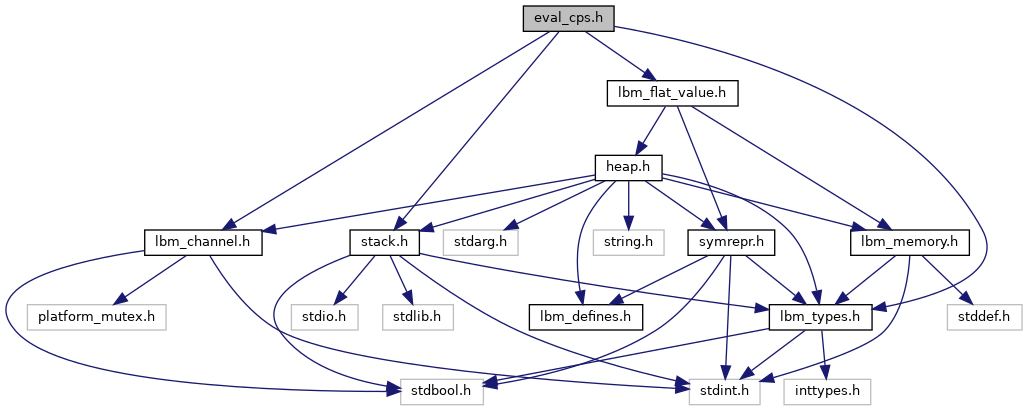 eval_cps.h
lbm_flat_value.h
heap.h
lbm_channel.h
stack.h
stdarg.h
string.h
symrepr.h
lbm_memory.h
platform_mutex.h
stdio.h
stdlib.h
lbm_defines.h
lbm_types.h
stddef.h
stdbool.h
stdint.h
inttypes.h